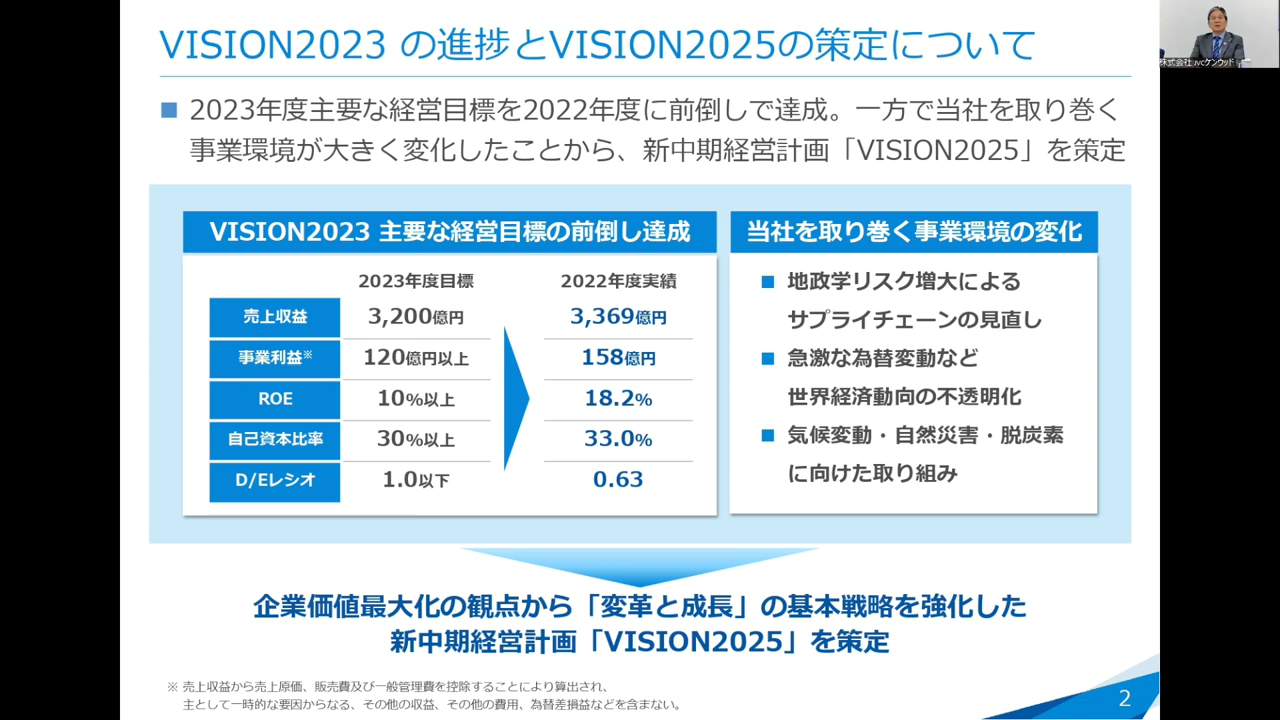 VISION2023 の進捗とVISION2025の策定について
株式会社 JVCケンウッド
■ 2023年度主要な経営目標を2022年度に前倒しで達成。一方で当社を取り巻く
事業環境が大きく変化したことから、新中期経営計画「VISION2025」を策定
VISION2023 主要な経営目標の前倒し達成
2023年度目標 2022年度実績
売上収益 3,200億円 3,369億円
事業利益※ 120億円以上 158億円
ROE 10%以上 18.2%
自己資本比率 30%以上 33.0%
D/Eレシオ 1.0以下 0.63
当社を取り巻く事業環境の変化
■ 地政学リスク増大による
サプライチェーンの見直し
■ 急激な為替変動など
世界経済動向の不透明化
■ 気候変動・自然災害・脱炭素
に向けた取り組み
企業価値最大化の観点から「変革と成長」の基本戦略を強化した
新中期経営計画「VISION2025」を策定
※ 売上収益から売上原価、販売費及び一般管理費を控除することにより算出され、
主として一時的な要因からなる、その他の収益、その他の費用、為替差損益などを含まない。
2